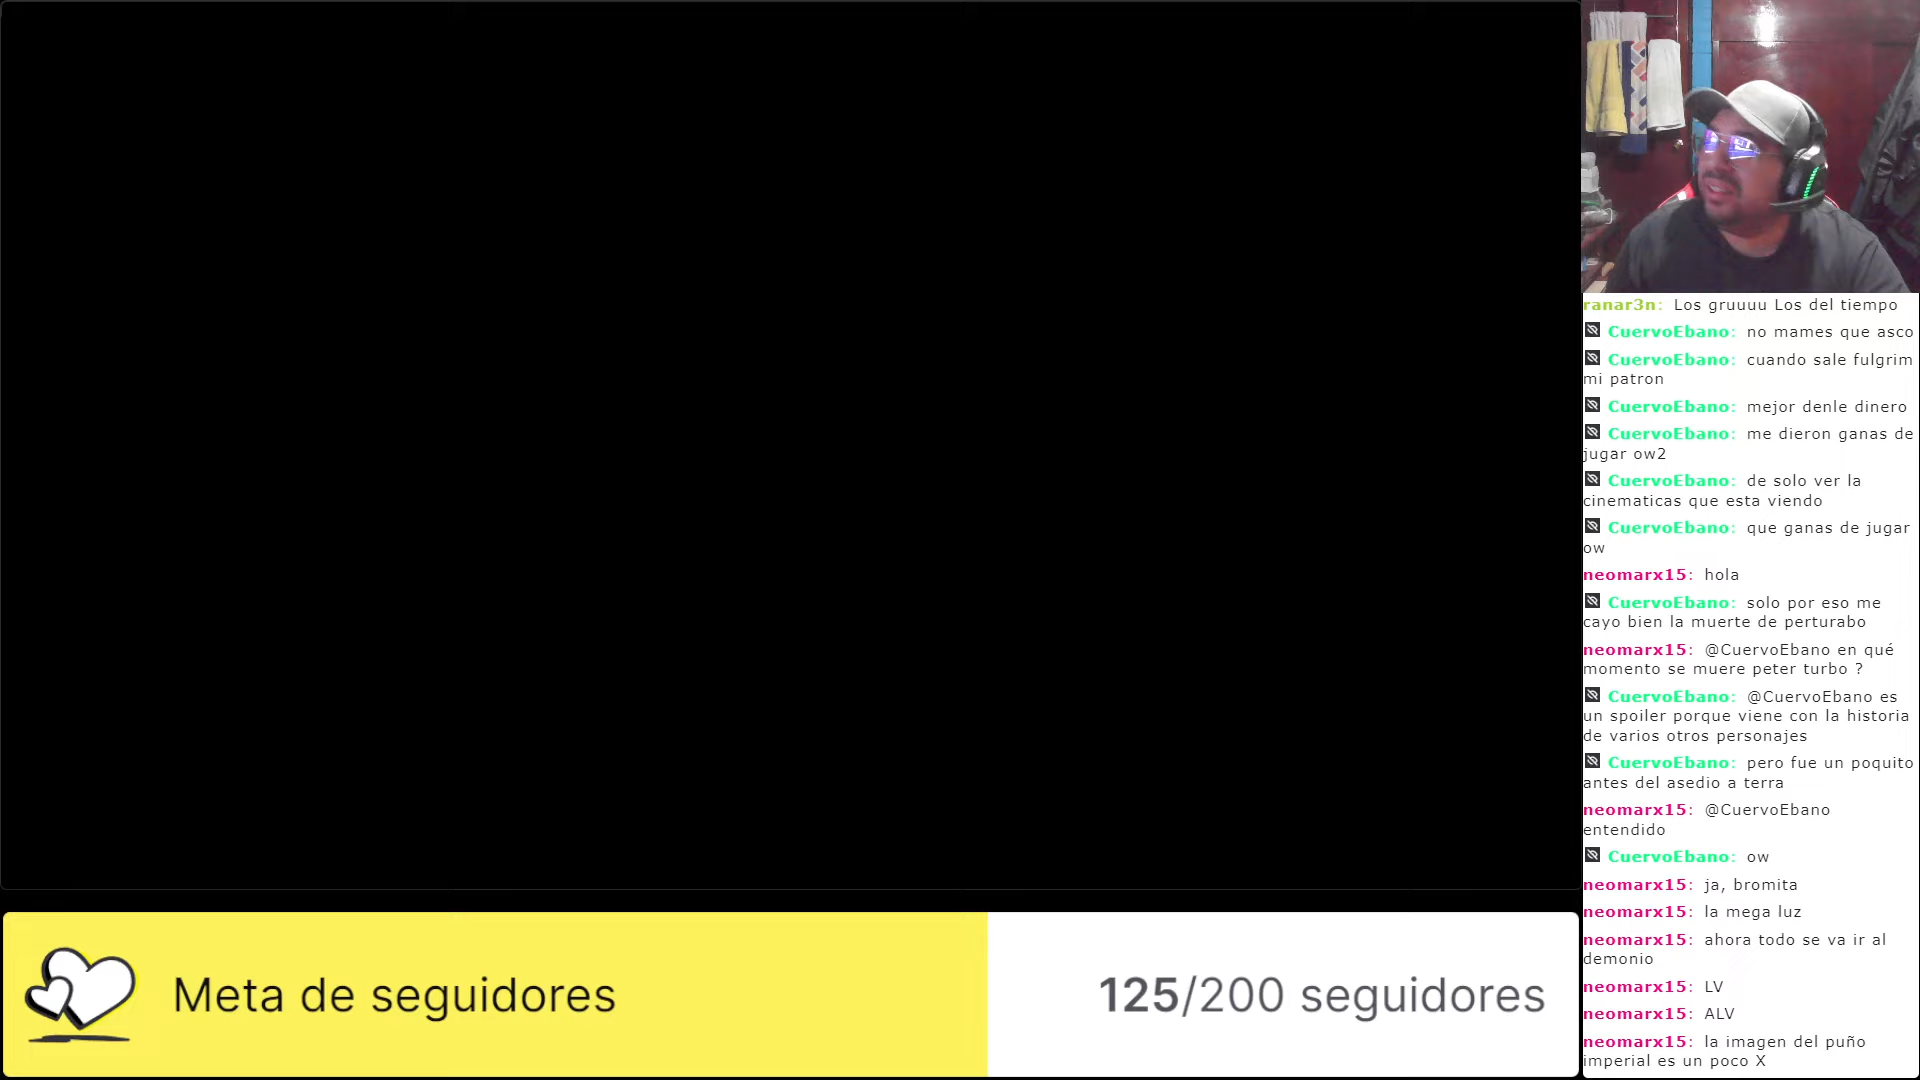 ranar3n: Los gruuuu Los del tiempo
CuervoEbano: no mames que asco
CuervoEbano: cuando sale fulgrim
mi patron
CuervoEbano: mejor denle dinero
CuervoEbano: me dieron ganas de
jugar ow2
CuervoEbano: de solo ver la
cinematicas que esta viendo
CuervoEbano: que ganas de jugar
ow
neomarx15: hola
CuervoEbano: solo por eso me
cayo bien la muerte de perturabo
neomarx15: @CuervoEbano en qué
momento se muere peter turbo ?
CuervoEbano: @CuervoEbano es
un spoiler porque viene con la historia
de varios otros personajes
CuervoEbano: pero fue un poquito
antes del asedio a terra
neomarx15: @CuervoEbano
entendido
CuervoEbano: ow
neomarx15: ja, bromita
neomarx15: la mega luz
neomarx15: ahora todo se va ir al
demonio
neomarx15: LV
neomarx15: ALV
neomarx15: la imagen del puño
imperial es un poco X
Meta de seguidores
125/200 seguidores